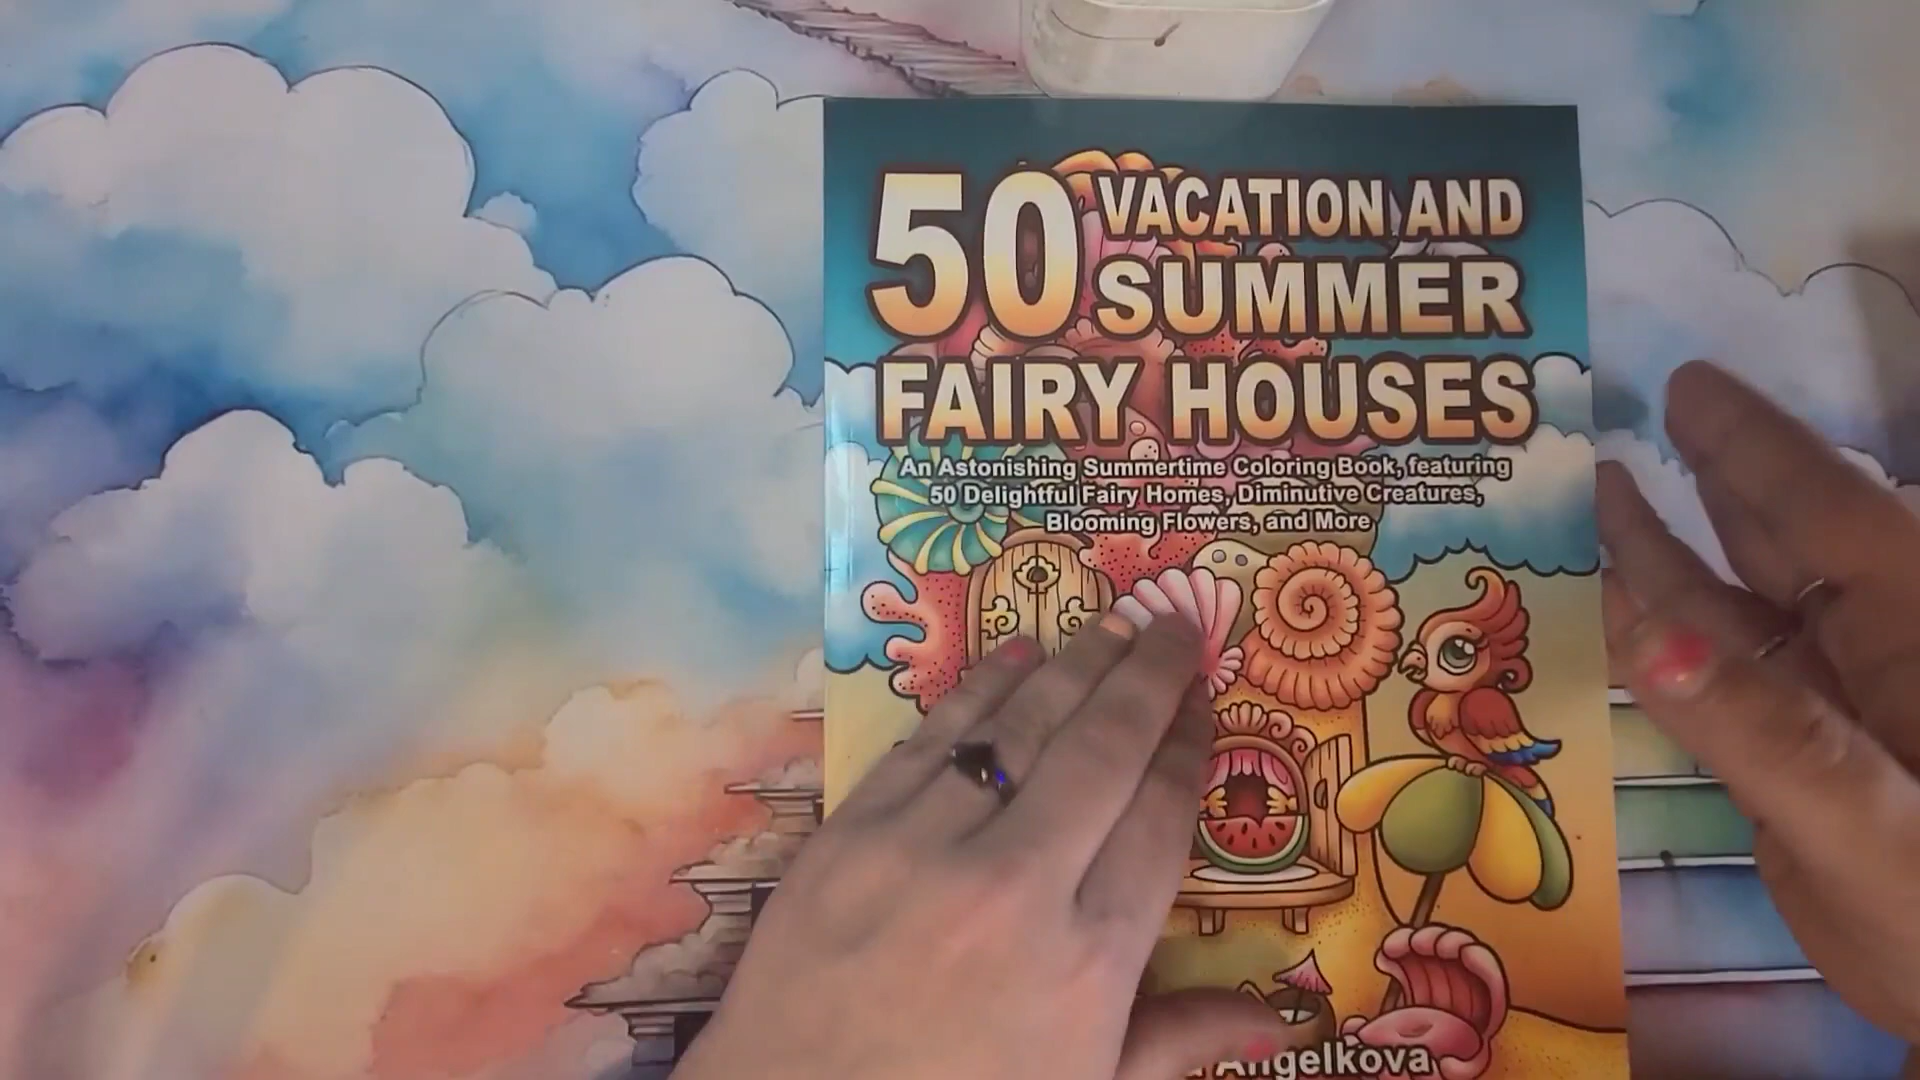 50 VACATION AND
SUMMER
FAIRY HOUSES
An Astonishing Summertime Coloring Book, featuring
50 Delightful Fairy Homes, Diminutive Creatures,
Blooming Flowers, and More
Angelkova